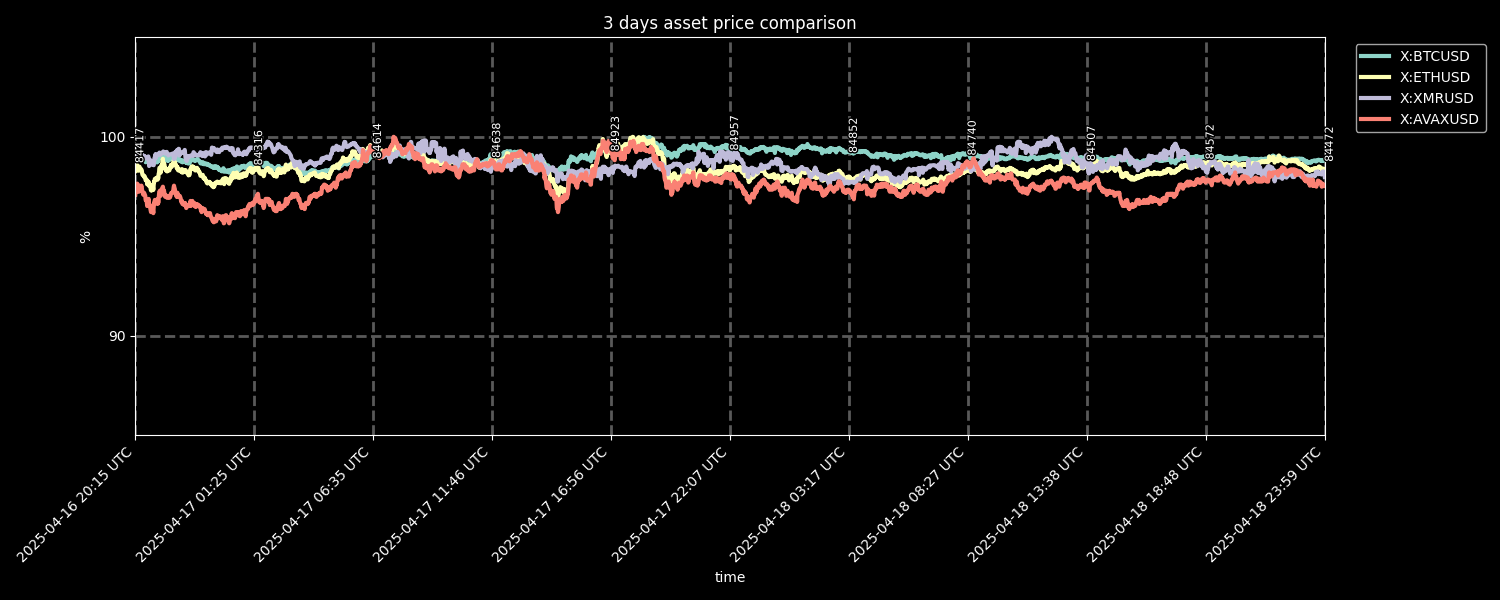 3 days asset price comparison
X:BTCUSD
X:ETHUSD
X:XMRUSD
X:AVAXUSD
100
90
%
84417
84316
84614
84638
84923
84957
84852
84740
84507
84572
84472
2025-04-16 20:15 UTC
2025-04-17 01:25 UTC
2025-04-17 06:35 UTC
2025-04-17 11:46 UTC
2025-04-17 16:56 UTC
2025-04-17 22:07 UTC
2025-04-18 03:17 UTC
2025-04-18 08:27 UTC
2025-04-18 13:38 UTC
2025-04-18 18:48 UTC
2025-04-18 23:59 UTC
time